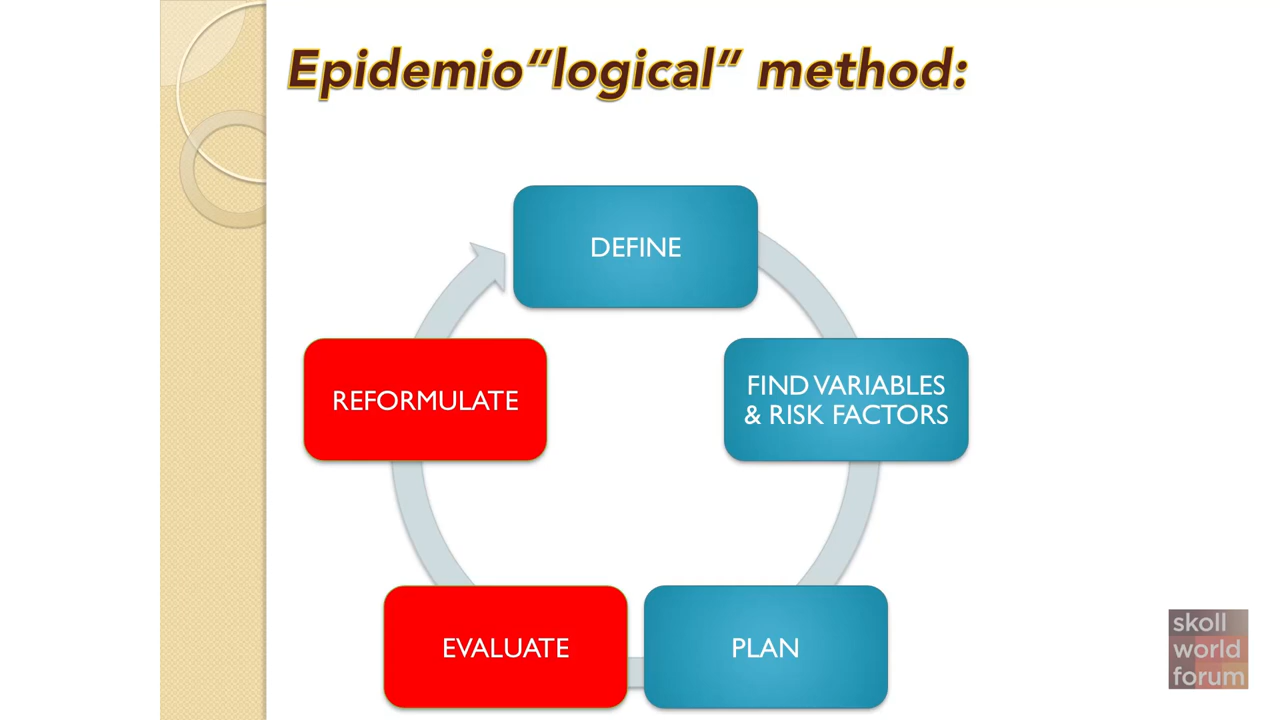 Epidemio“logical” method:
DEFINE
FIND VARIABLES
& RISK FACTORS
PLAN
EVALUATE
REFORMULATE
skoll
world
forum